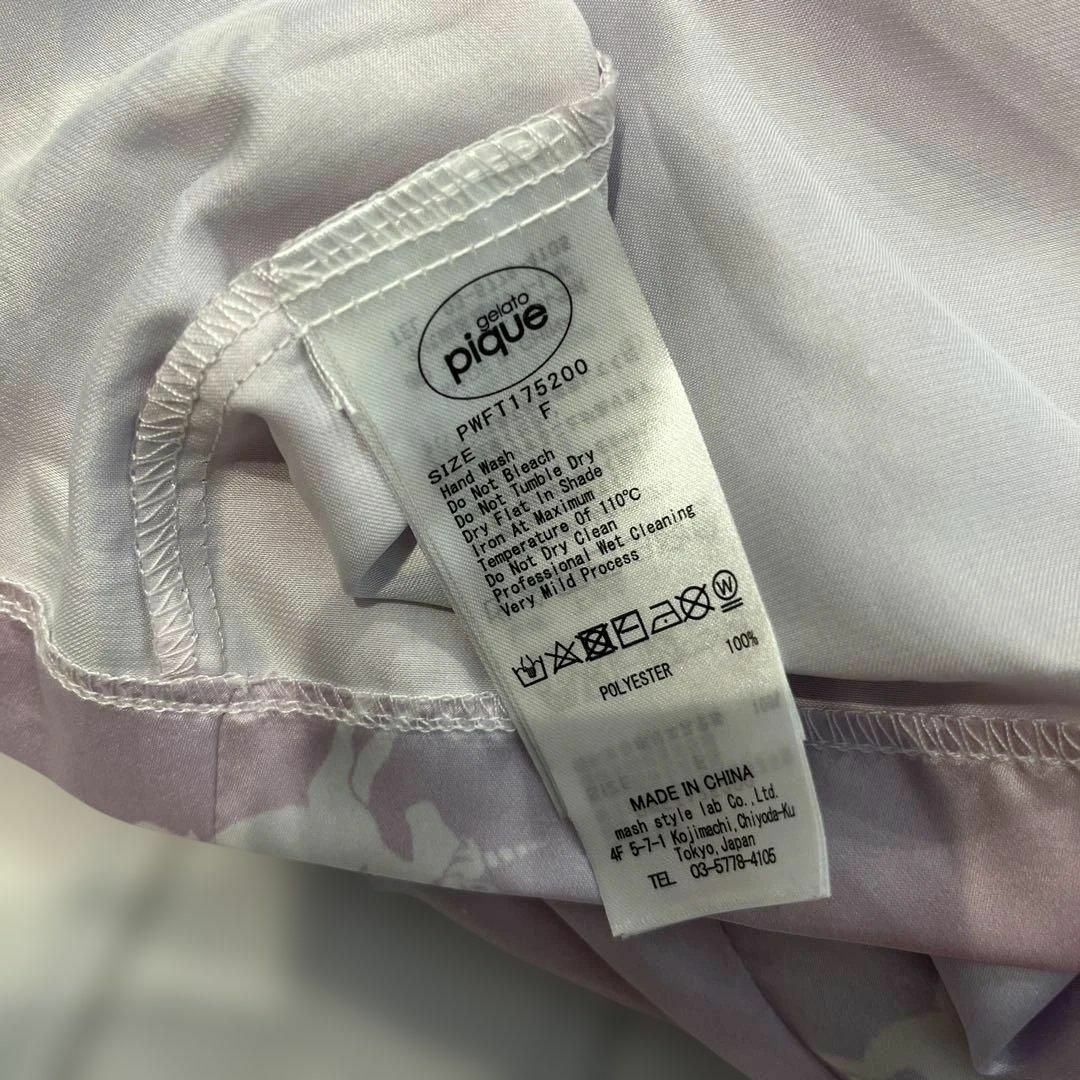 gelato
pique
PWFT175200
SIZE F
Hand Wash
Do Not Bleach
Do Not Tumble Dry
Dry Flat In Shade
Iron At Maximum
Temperature Of 110℃
Do Not Dry Clean
Professional Wet Cleaning
Very Mild Process
W
POLYESTER 100%
MADE IN CHINA
mash style lab Co.,Ltd.
4F 5-7-1 Kojimachi,Chiyoda-Ku
Tokyo,Japan
TEL 03-5778-4105